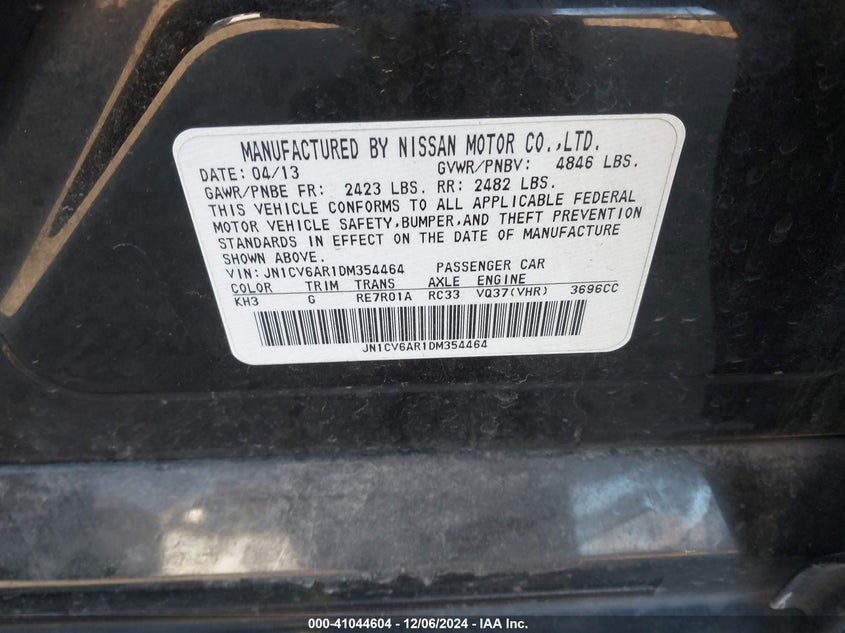 MANUFACTURED BY NISSAN MOTOR CO.,LTD.
DATE: 04/13 GVWR/PNBV: 4846 LBS.
GAWR/PNBE FR: 2423 LBS. RR: 2482 LBS.
THIS VEHICLE CONFORMS TO ALL APPLICABLE FEDERAL
MOTOR VEHICLE SAFETY,BUMPER,AND THEFT PREVENTION
STANDARDS IN EFFECT ON THE DATE OF MANUFACTURE
SHOWN ABOVE.
VIN: JN1CV6AR1DM354464 PASSENGER CAR
COLOR TRIM TRANS AXLE ENGINE
KH3 G RE7R01A RC33 VQ37(VHR) 3696CC
JN1CV6AR1DM354464
000-41044604 | 12/06/2024 - IAA Inc.